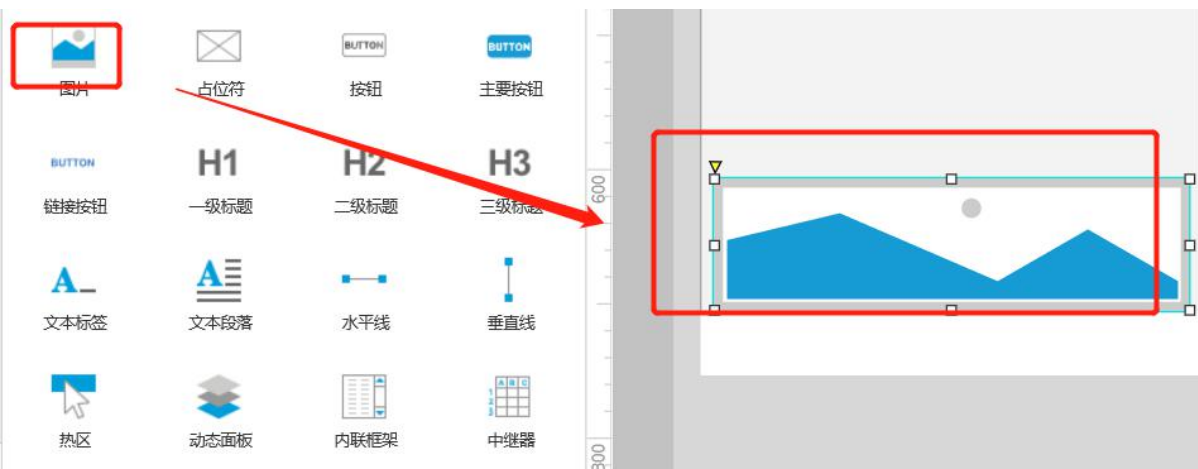 BUTTON
BUTTON
图片
占位符
按钮
主要按钮
BUTTON
H1
H2
H3
链接按钮
一级标题
二级标题
三级标题
600
A
A
文本标签
文本段落
水平线
垂直线
A B C
1
2
3
热区
动态面板
内联框架
中继器
800